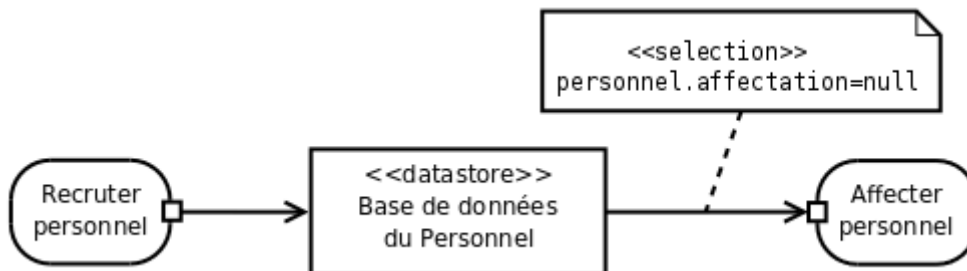 <<selection>>
personnel.affectation=null
Recruter
personnel
<<datastore>>
Base de données
du Personnel
Affecter
personnel